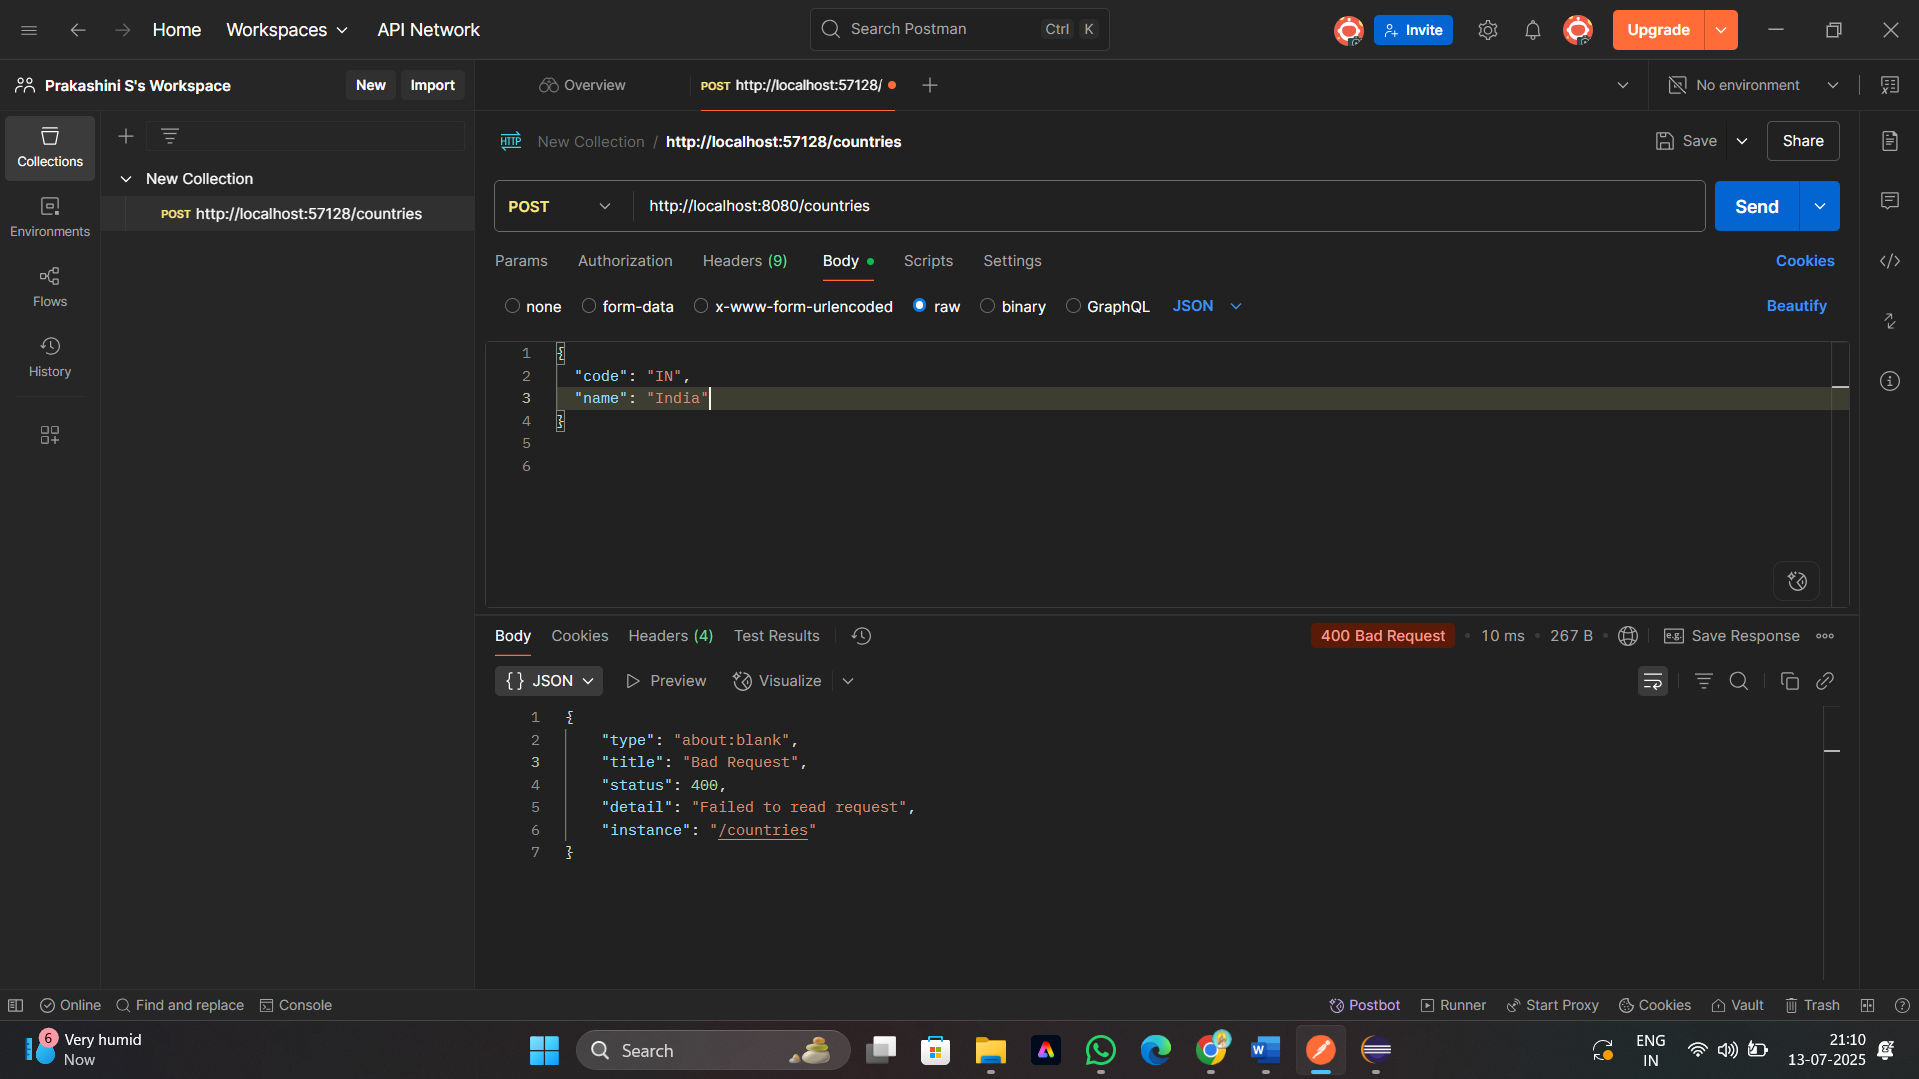 Home Workspaces API Network Search Postman Ctrl K Invite Upgrade
Prakashini S's Workspace New Import Overview POST http://localhost:57128/ No environment
Collections
Environments
Flows
History
New Collection
POST http://localhost:57128/countries
HTTP New Collection / http://localhost:57128/countries Save Share
POST http://localhost:8080/countries Send
Params Authorization Headers (9) Body Scripts Settings Cookies
none form-data x-www-form-urlencoded raw binary GraphQL JSON Beautify
1 {
2 "code": "IN",
3 "name": "India"
4 }
5
6
Body Cookies Headers (4) Test Results 400 Bad Request • 10 ms • 267 B • e.g. Save Response
{} JSON Preview Visualize
1 {
2 "type": "about:blank",
3 "title": "Bad Request",
4 "status": 400,
5 "detail": "Failed to read request",
6 "instance": "/countries"
7 }
Online Find and replace Console Postbot Runner Start Proxy Cookies Vault Trash
6 Very humid
Now
Search
W
ENG
IN
21:10
13-07-2025